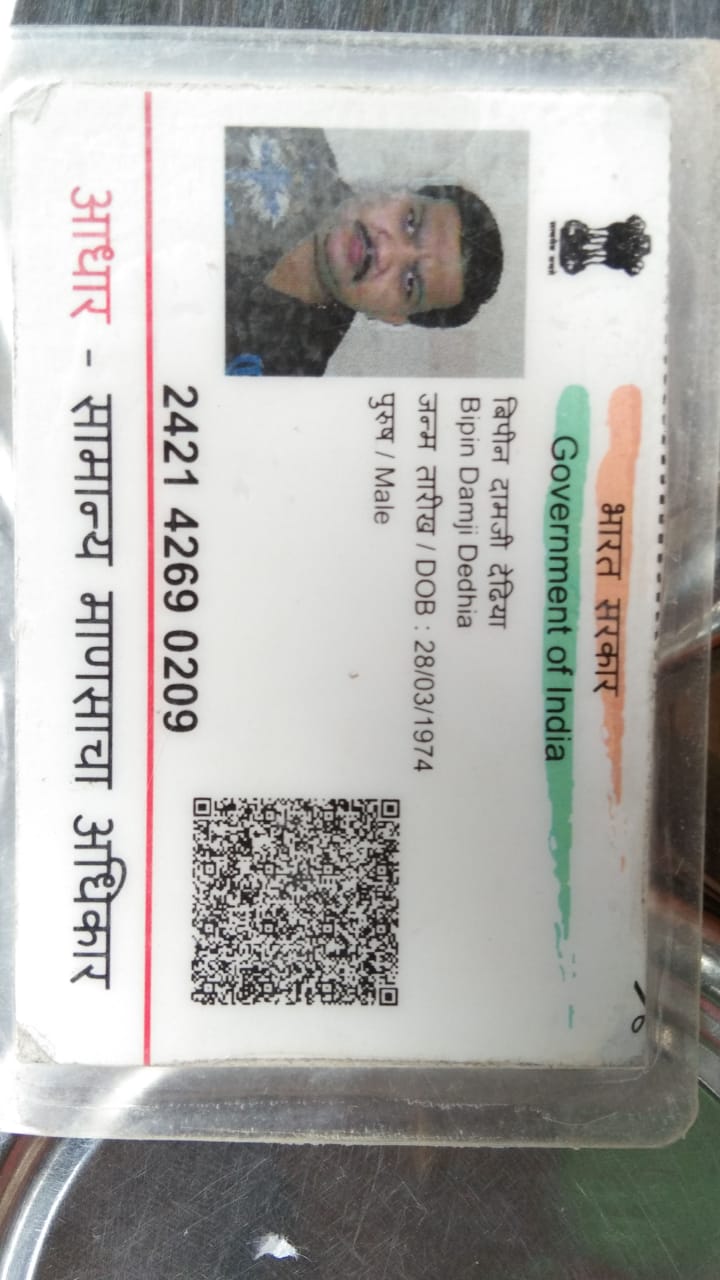 भारत सरकार
Government of India
बिपीन दामजी देढिया
Bipin Damji Dedhia
जन्म तारीख / DOB : 28/03/1974
पुरुष / Male
2421 4269 0209
आधार - सामान्य माणसाचा अधिकार